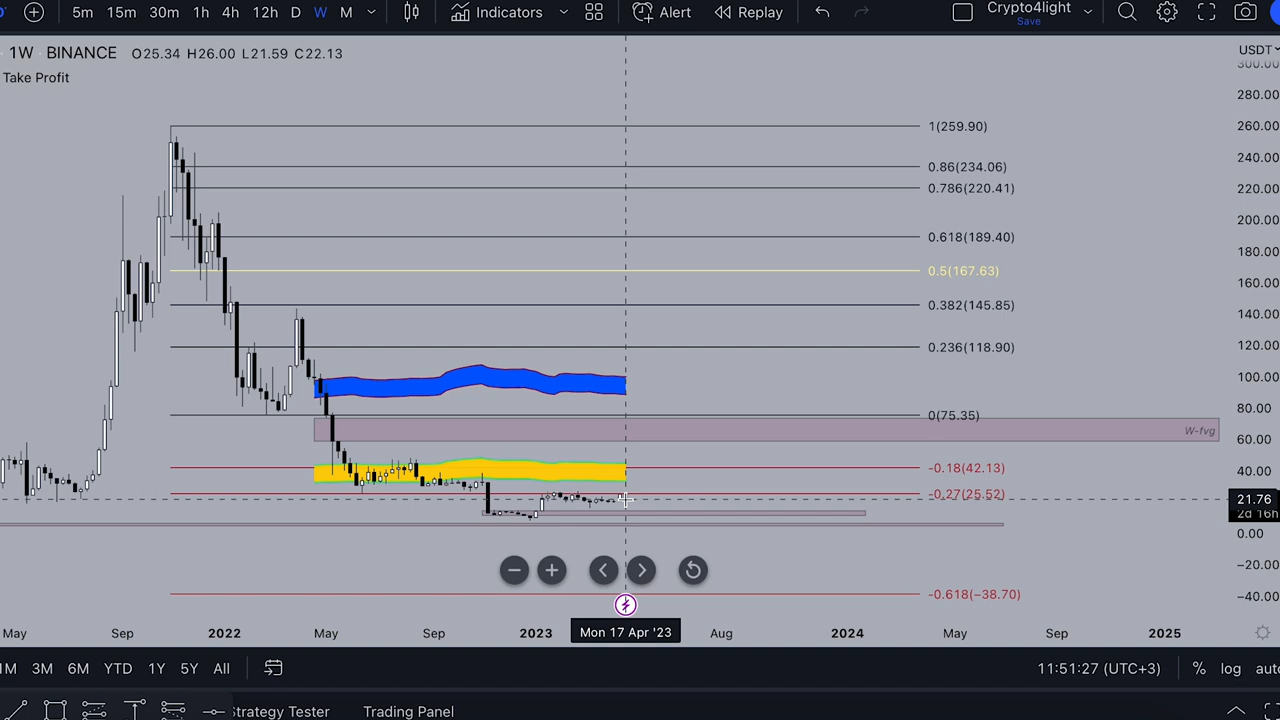 5m 15m 30m 1h 4h 12h D W M Indicators Alert Replay Crypto4light
Save
1W BINANCE O25.34 H26.00 L21.59 C22.13
USDT
Take Profit
300.00
280.00
1(259.90)
260.00
240.00
0.86(234.06)
0.786(220.41)
220.00
200.00
0.618(189.40)
180.00
0.5(167.63)
160.00
0.382(145.85)
140.00
0.236(118.90)
120.00
100.00
80.00
0(75.35)
W-fvg
60.00
-0.18(42.13)
40.00
-0.27(25.52)
21.76
2d 16h
0.00
-20.00
-0.618(-38.70)
-40.00
May Sep 2022 May Sep 2023 Mon 17 Apr '23 Aug 2024 May Sep 2025
1M 3M 6M YTD 1Y 5Y All 11:51:27 (UTC+3) % log auto
Strategy Tester Trading Panel